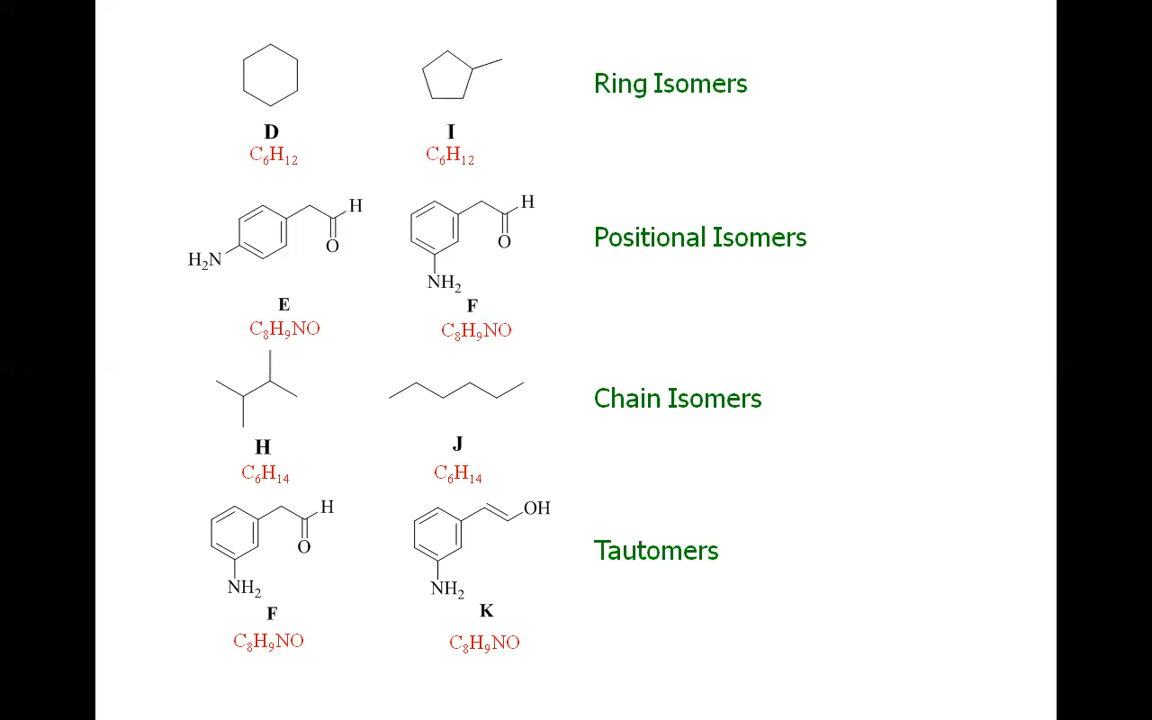 Ring Isomers
D I
C₆H₁₂ C₆H₁₂
H H
O O
Positional Isomers
H₂N NH₂
E F
C₈H₉NO C₈H₉NO
Chain Isomers
H J
C₆H₁₄ C₆H₁₄
H OH
O
Tautomers
NH₂ NH₂
F K
C₈H₉NO C₈H₉NO